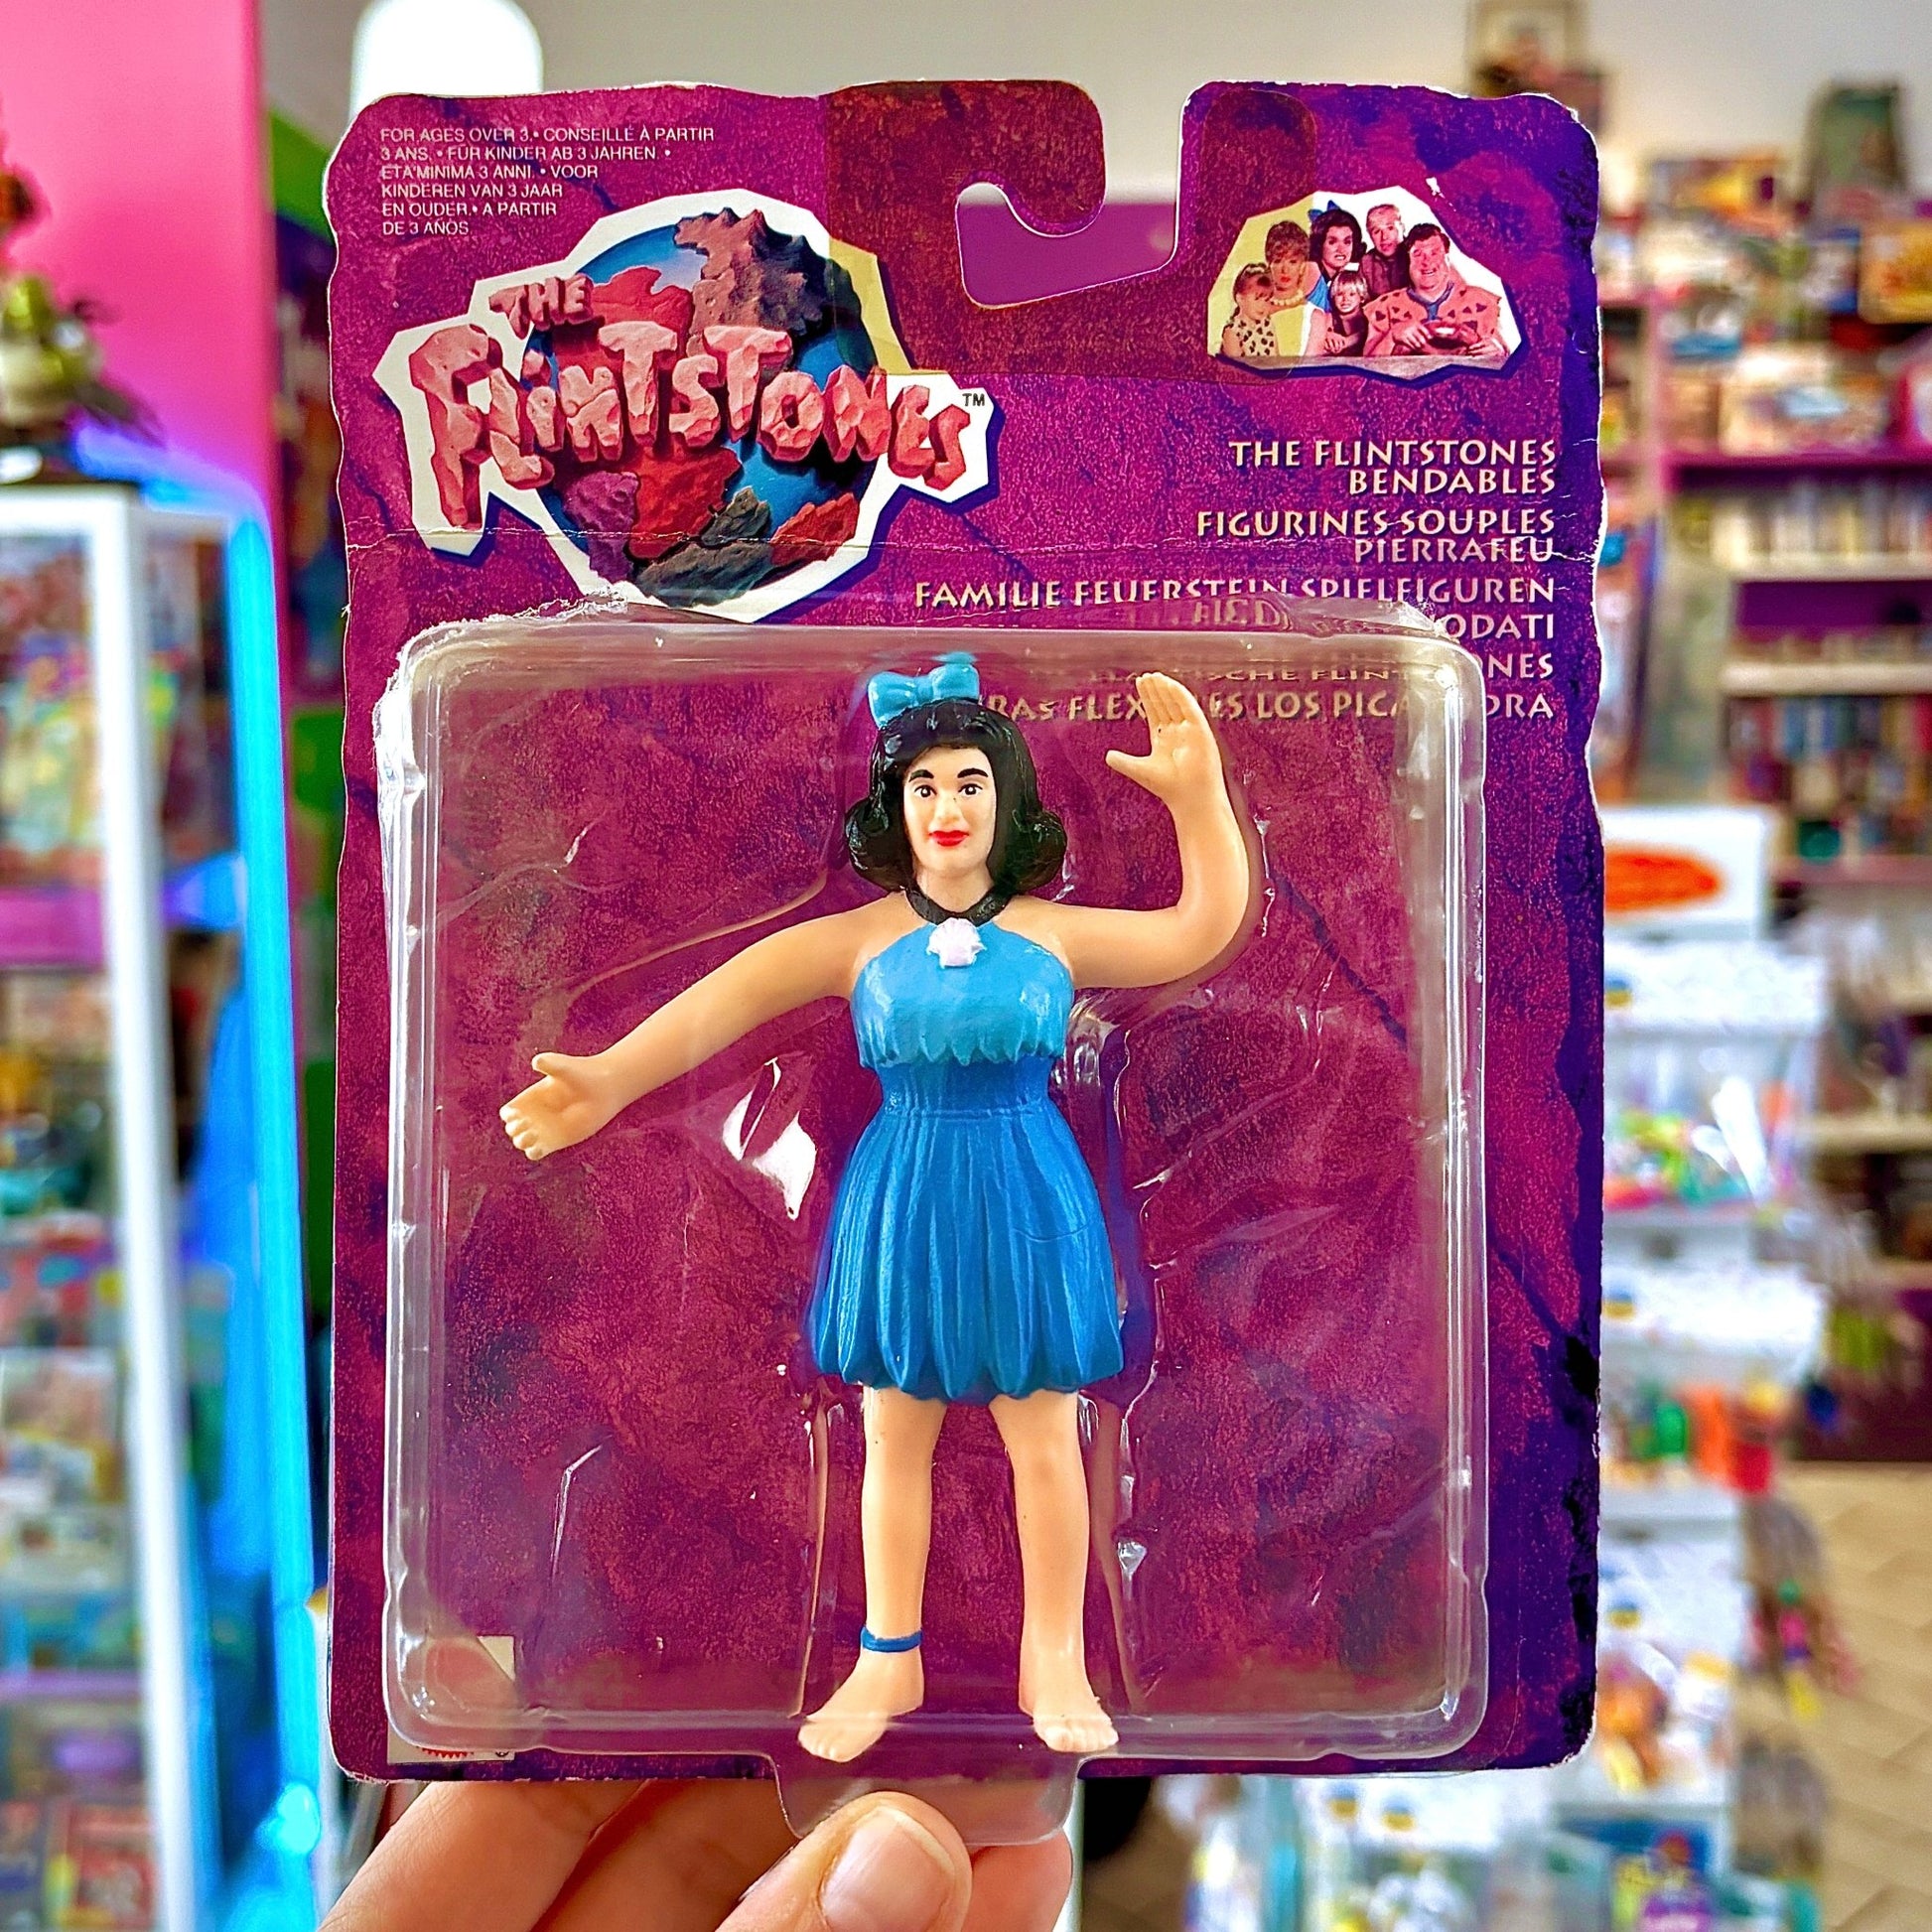 FOR AGES OVER 3.• CONSEILLÉ À PARTIR
3 ANS. • FÜR KINDER AB 3 JAHREN. •
ETA'MINIMA 3 ANNI. • VOOR
KINDEREN VAN 3 JAAR
EN OUDER.• A PARTIR
DE 3 AÑOS
THE
FLINTSTONES™
THE FLINTSTONES
BENDABLES
FIGURINES SOUPLES
PIERRAFEU
FAMILIE FEUERSTEIN SPIELFIGUREN
LOS